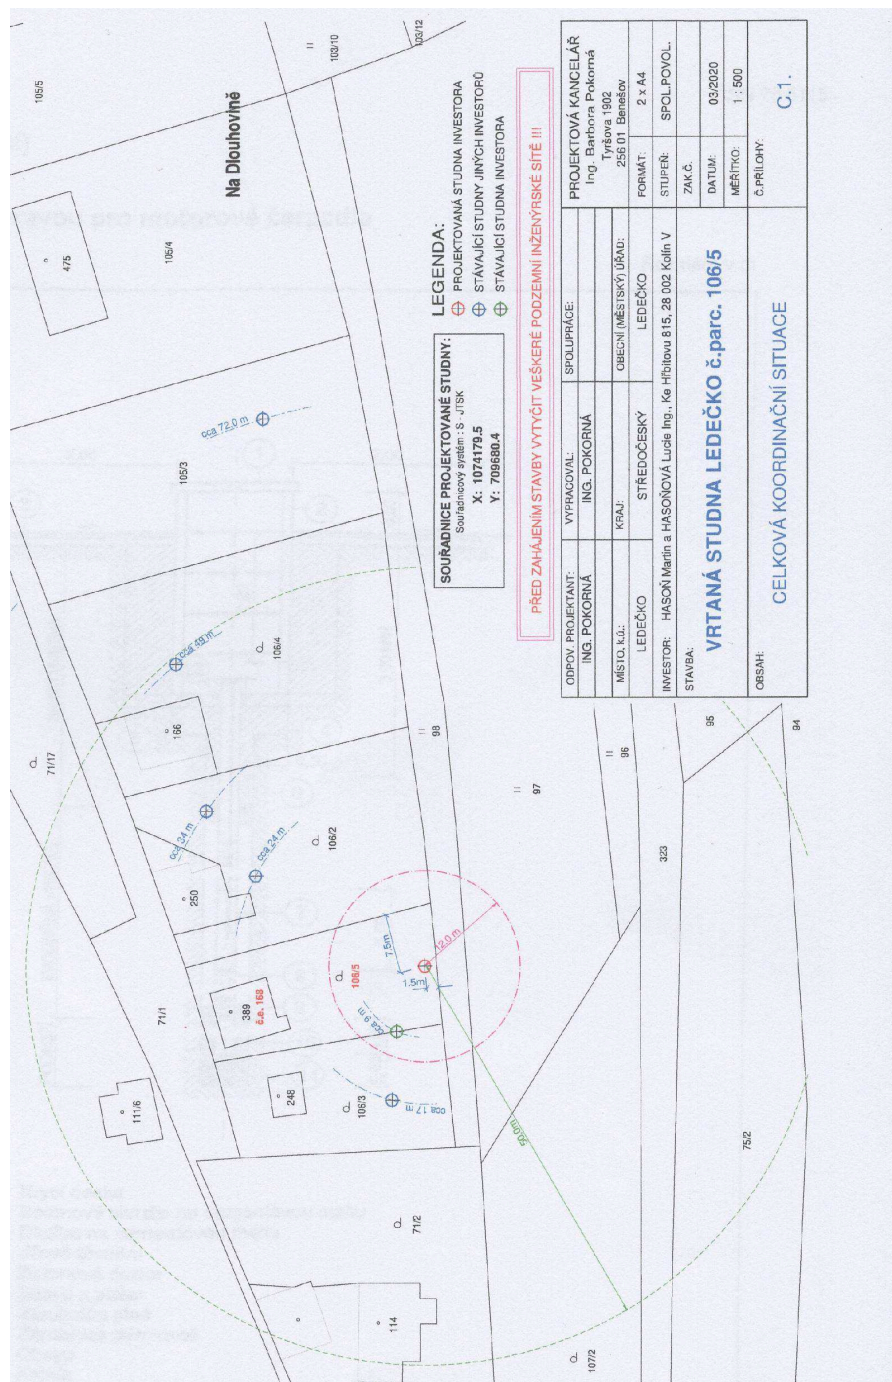 105/5
103/10
103/12
Na Dlouhovině
475
105/4
105/3
cca 72,0 m
cca 49 m
106/4
166
71/17
cca 34 m
cca 24 m
250
106/2
98
97
96
95
94
323
71/1
389
č.e. 168
106/5
7.5m
1.5m
12.0 m
cca 9 m
cca 17 m
248
106/3
111/6
50.0m
75/2
71/2
114
107/2
LEGENDA:
PROJEKTOVANÁ STUDNA INVESTORA
STÁVAJÍCÍ STUDNY JINÝCH INVESTORŮ
STÁVAJÍCÍ STUDNA INVESTORA
SOUŘADNICE PROJEKTOVANÉ STUDNY:
Souřadnicový systém : S - JTSK
X: 1074179.5
Y: 709680.4
PŘED ZAHÁJENÍM STAVBY VYTYČIT VEŠKERÉ PODZEMNÍ INŽENÝRSKÉ SÍTĚ !!!
ODPOV. PROJEKTANT:
ING. POKORNÁ
VYPRACOVAL:
ING. POKORNÁ
SPOLUPRÁCE:
PROJEKTOVÁ KANCELÁŘ
Ing. Barbora Pokorná
Tyršova 1902
256 01 Benešov
MÍSTO, k.ú.:
LEDEČKO
KRAJ:
STŘEDOČESKÝ
OBECNÍ (MĚSTSKÝ) ÚŘAD:
LEDEČKO
FORMÁT: 2 x A4
INVESTOR: HASOŇ Martin a HASOŇOVÁ Lucie Ing., Ke Hřbitovu 815, 28 002 Kolín V
STUPEŇ: SPOL.POVOL.
STAVBA:
VRTANÁ STUDNA LEDEČKO č.parc. 106/5
ZAK.Č.
DATUM: 03/2020
MĚŘÍTKO: 1 : 500
OBSAH:
CELKOVÁ KOORDINAČNÍ SITUACE
Č.PŘÍLOHY:
C.1.